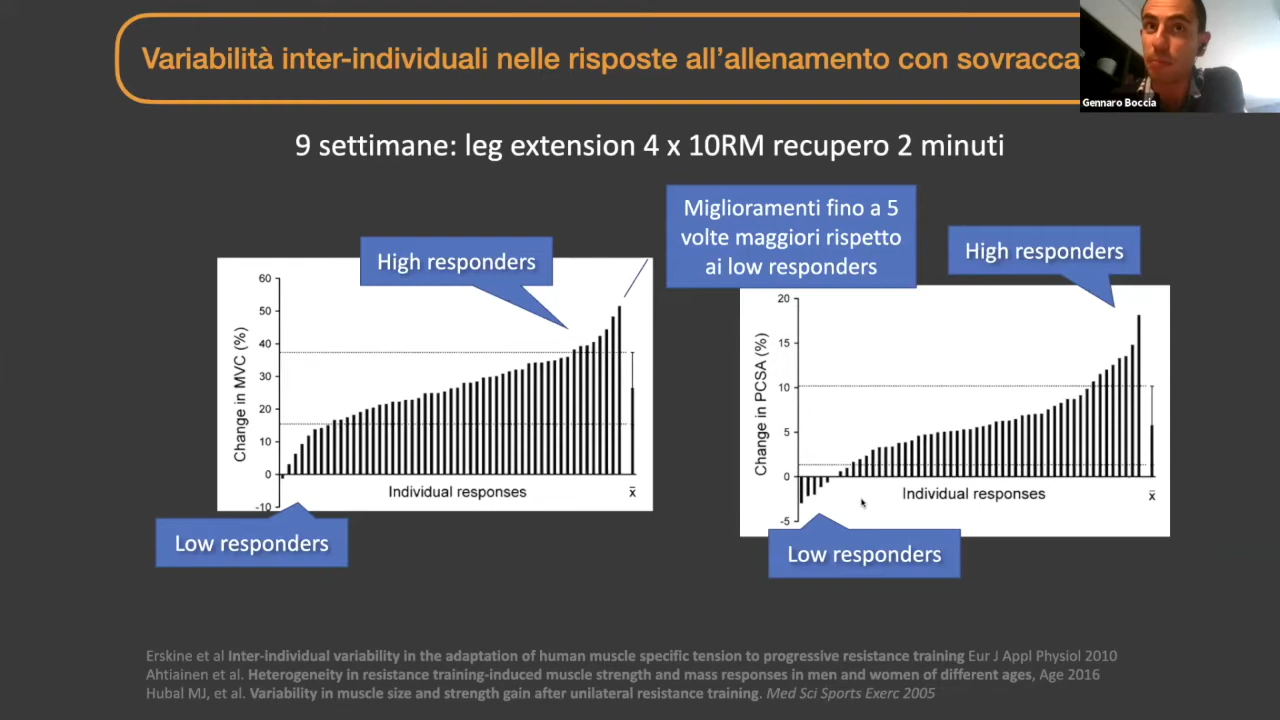 Variabilità inter-individuali nelle risposte all'allenamento con sovracca
Gennaro Boccia
9 settimane: leg extension 4 x 10RM recupero 2 minuti
Miglioramenti fino a 5
volte maggiori rispetto
ai low responders
High responders
High responders
Change in MVC (%)
60
50
40
30
20
10
0
-10
Individual responses
x̄
Low responders
Change in PCSA (%)
20
15
10
5
0
-5
Individual responses
x̄
Low responders
Erskine et al Inter-individual variability in the adaptation of human muscle specific tension to progressive resistance training Eur J Appl Physiol 2010
Ahtiainen et al. Heterogeneity in resistance training-induced muscle strength and mass responses in men and women of different ages, Age 2016
Hubal MJ, et al. Variability in muscle size and strength gain after unilateral resistance training. Med Sci Sports Exerc 2005